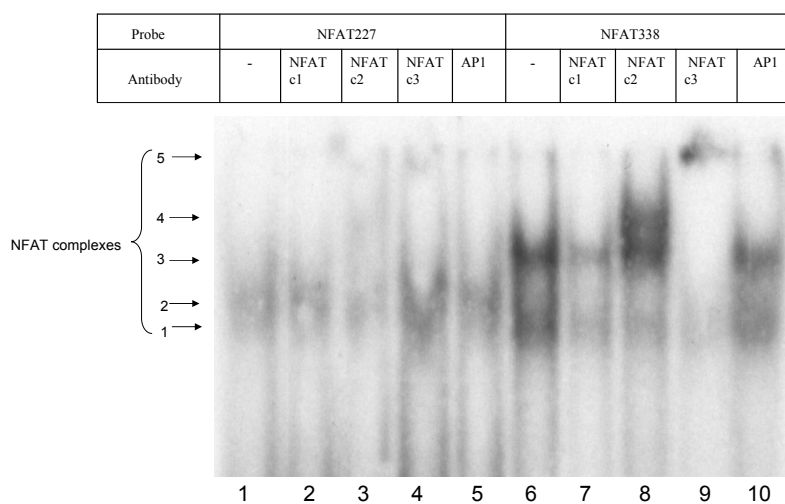 Probe NFAT227 NFAT338
Antibody - NFAT c1 NFAT c2 NFAT c3 AP1 - NFAT c1 NFAT c2 NFAT c3 AP1
5
4
NFAT complexes
3
2
1
1 2 3 4 5 6 7 8 9 10